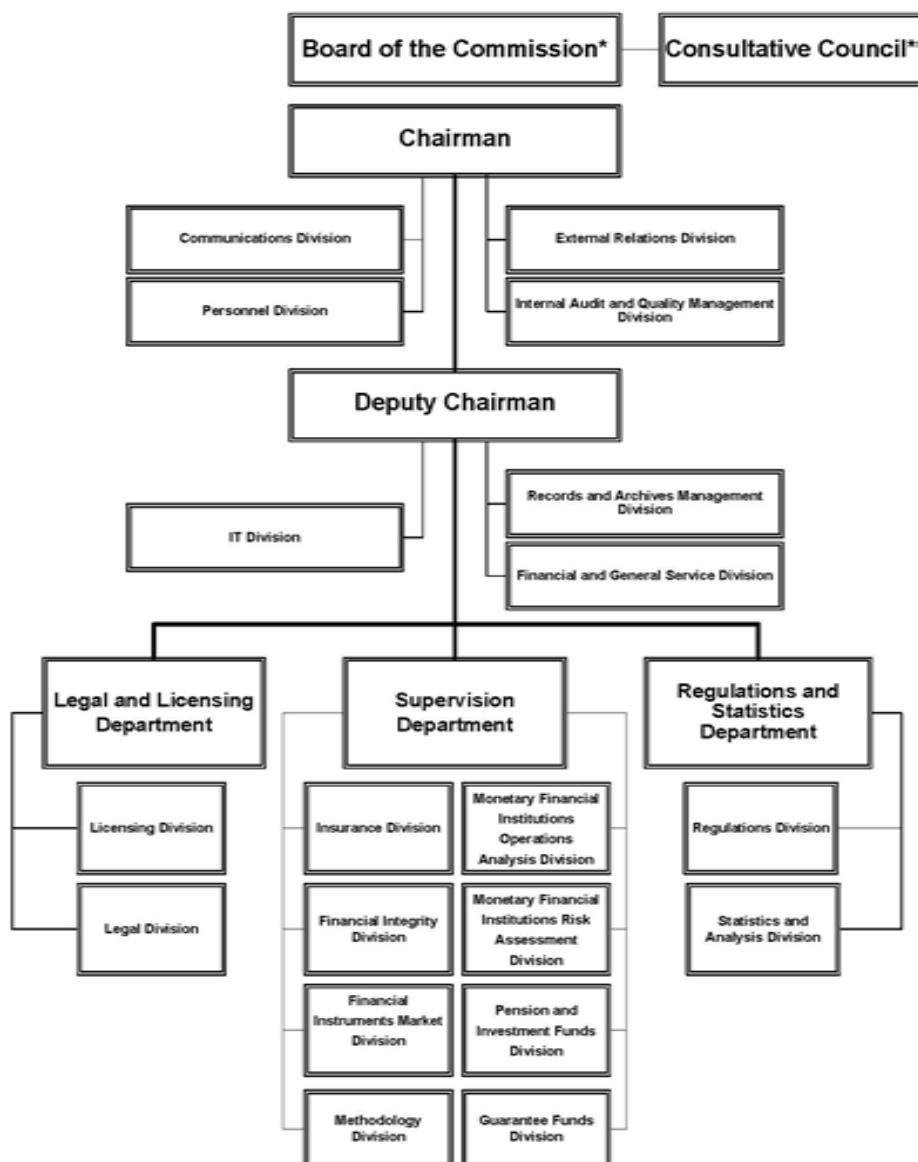 Board of the Commission*
Consultative Council**
Chairman
Communications Division
External Relations Division
Personnel Division
Internal Audit and Quality Management
Division
Deputy Chairman
IT Division
Records and Archives Management
Division
Financial and General Service Division
Legal and Licensing
Department
Supervision
Department
Regulations and
Statistics
Department
Licensing Division
Legal Division
Insurance Division
Monetary Financial
Institutions
Operations
Analysis Division
Financial Integrity
Division
Monetary Financial
Institutions Risk
Assessment
Division
Financial
Instruments Market
Division
Pension and
Investment Funds
Division
Methodology
Division
Guarantee Funds
Division
Regulations Division
Statistics and
Analysis Division